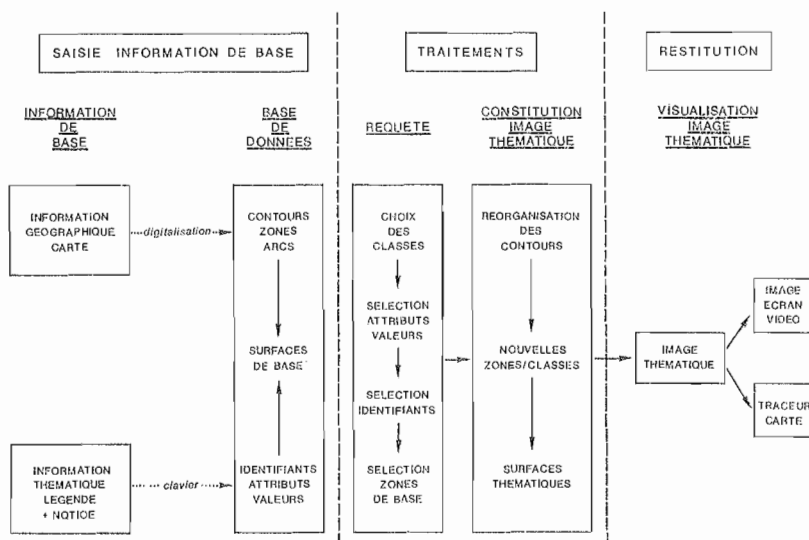 SAISIE INFORMATION DE BASE
TRAITEMENTS
RESTITUTION
INFORMATION
DE
BASE
BASE
DE
DONNEES
REQUETE
CONSTITUTION
IMAGE
THEMATIQUE
VISUALISATION
IMAGE
THEMATIQUE
INFORMATION
GEOGRAPHIQUE
CARTE
digitalisation
CONTOURS
ZONES
ARCS
SURFACES
DE BASE
INFORMATION
THEMATIQUE
LEGENDE
+ NOTIOE
clavier
IDENTIFIANTS
ATTRIBUTS
VALEURS
CHOIX
DES
CLASSES
SELECTION
ATTRIBUTS
VALEURS
SELECTION
IDENTIFIANTS
SELECTION
ZONES
DE BASE
REORGANISATION
DES
CONTOURS
NOUVELLES
ZONES/CLASSES
SURFACES
THEMATIQUES
IMAGE
THEMATIQUE
IMAGE
ECRAN
VIDEO
TRACEUR
CARTE